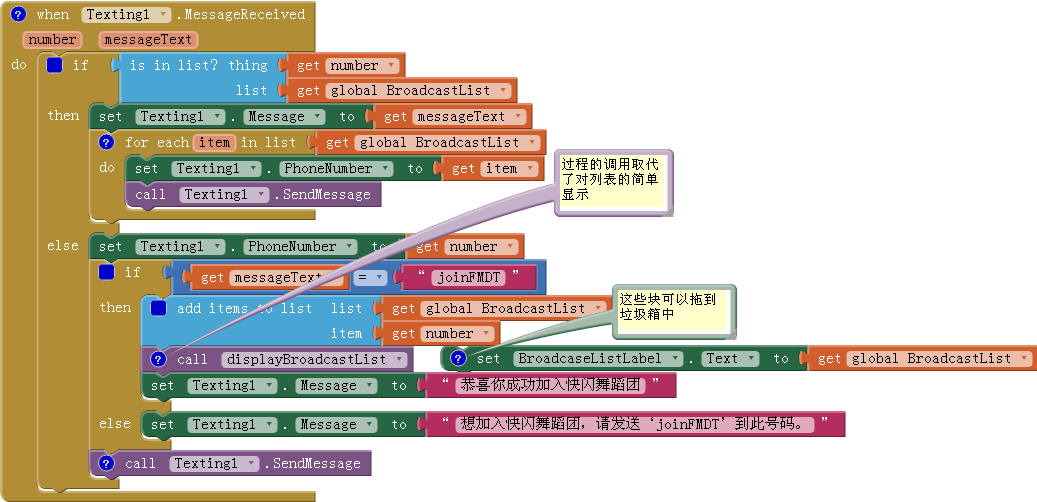 ? when Texting1 .MessageReceived
number messageText
do if is in list? thing get number
list get global BroadcastList
then set Texting1 . Message to get messageText
? for each item in list get global BroadcastList
do set Texting1 . PhoneNumber to get item
call Texting1 .SendMessage
过程的调用取代
了对列表的简单
显示
else set Texting1 . PhoneNumber to get number
if get messageText = “ joinFMDT ”
then add items to list list get global BroadcastList
item get number
这些块可以拖到
垃圾箱中
? call displayBroadcastList
? set BroadcaseListLabel . Text to get global BroadcastList
set Texting1 . Message to “ 恭喜你成功加入快闪舞蹈团 ”
else set Texting1 . Message to “ 想加入快闪舞蹈团，请发送‘joinFMDT’到此号码。 ”
? call Texting1 .SendMessage